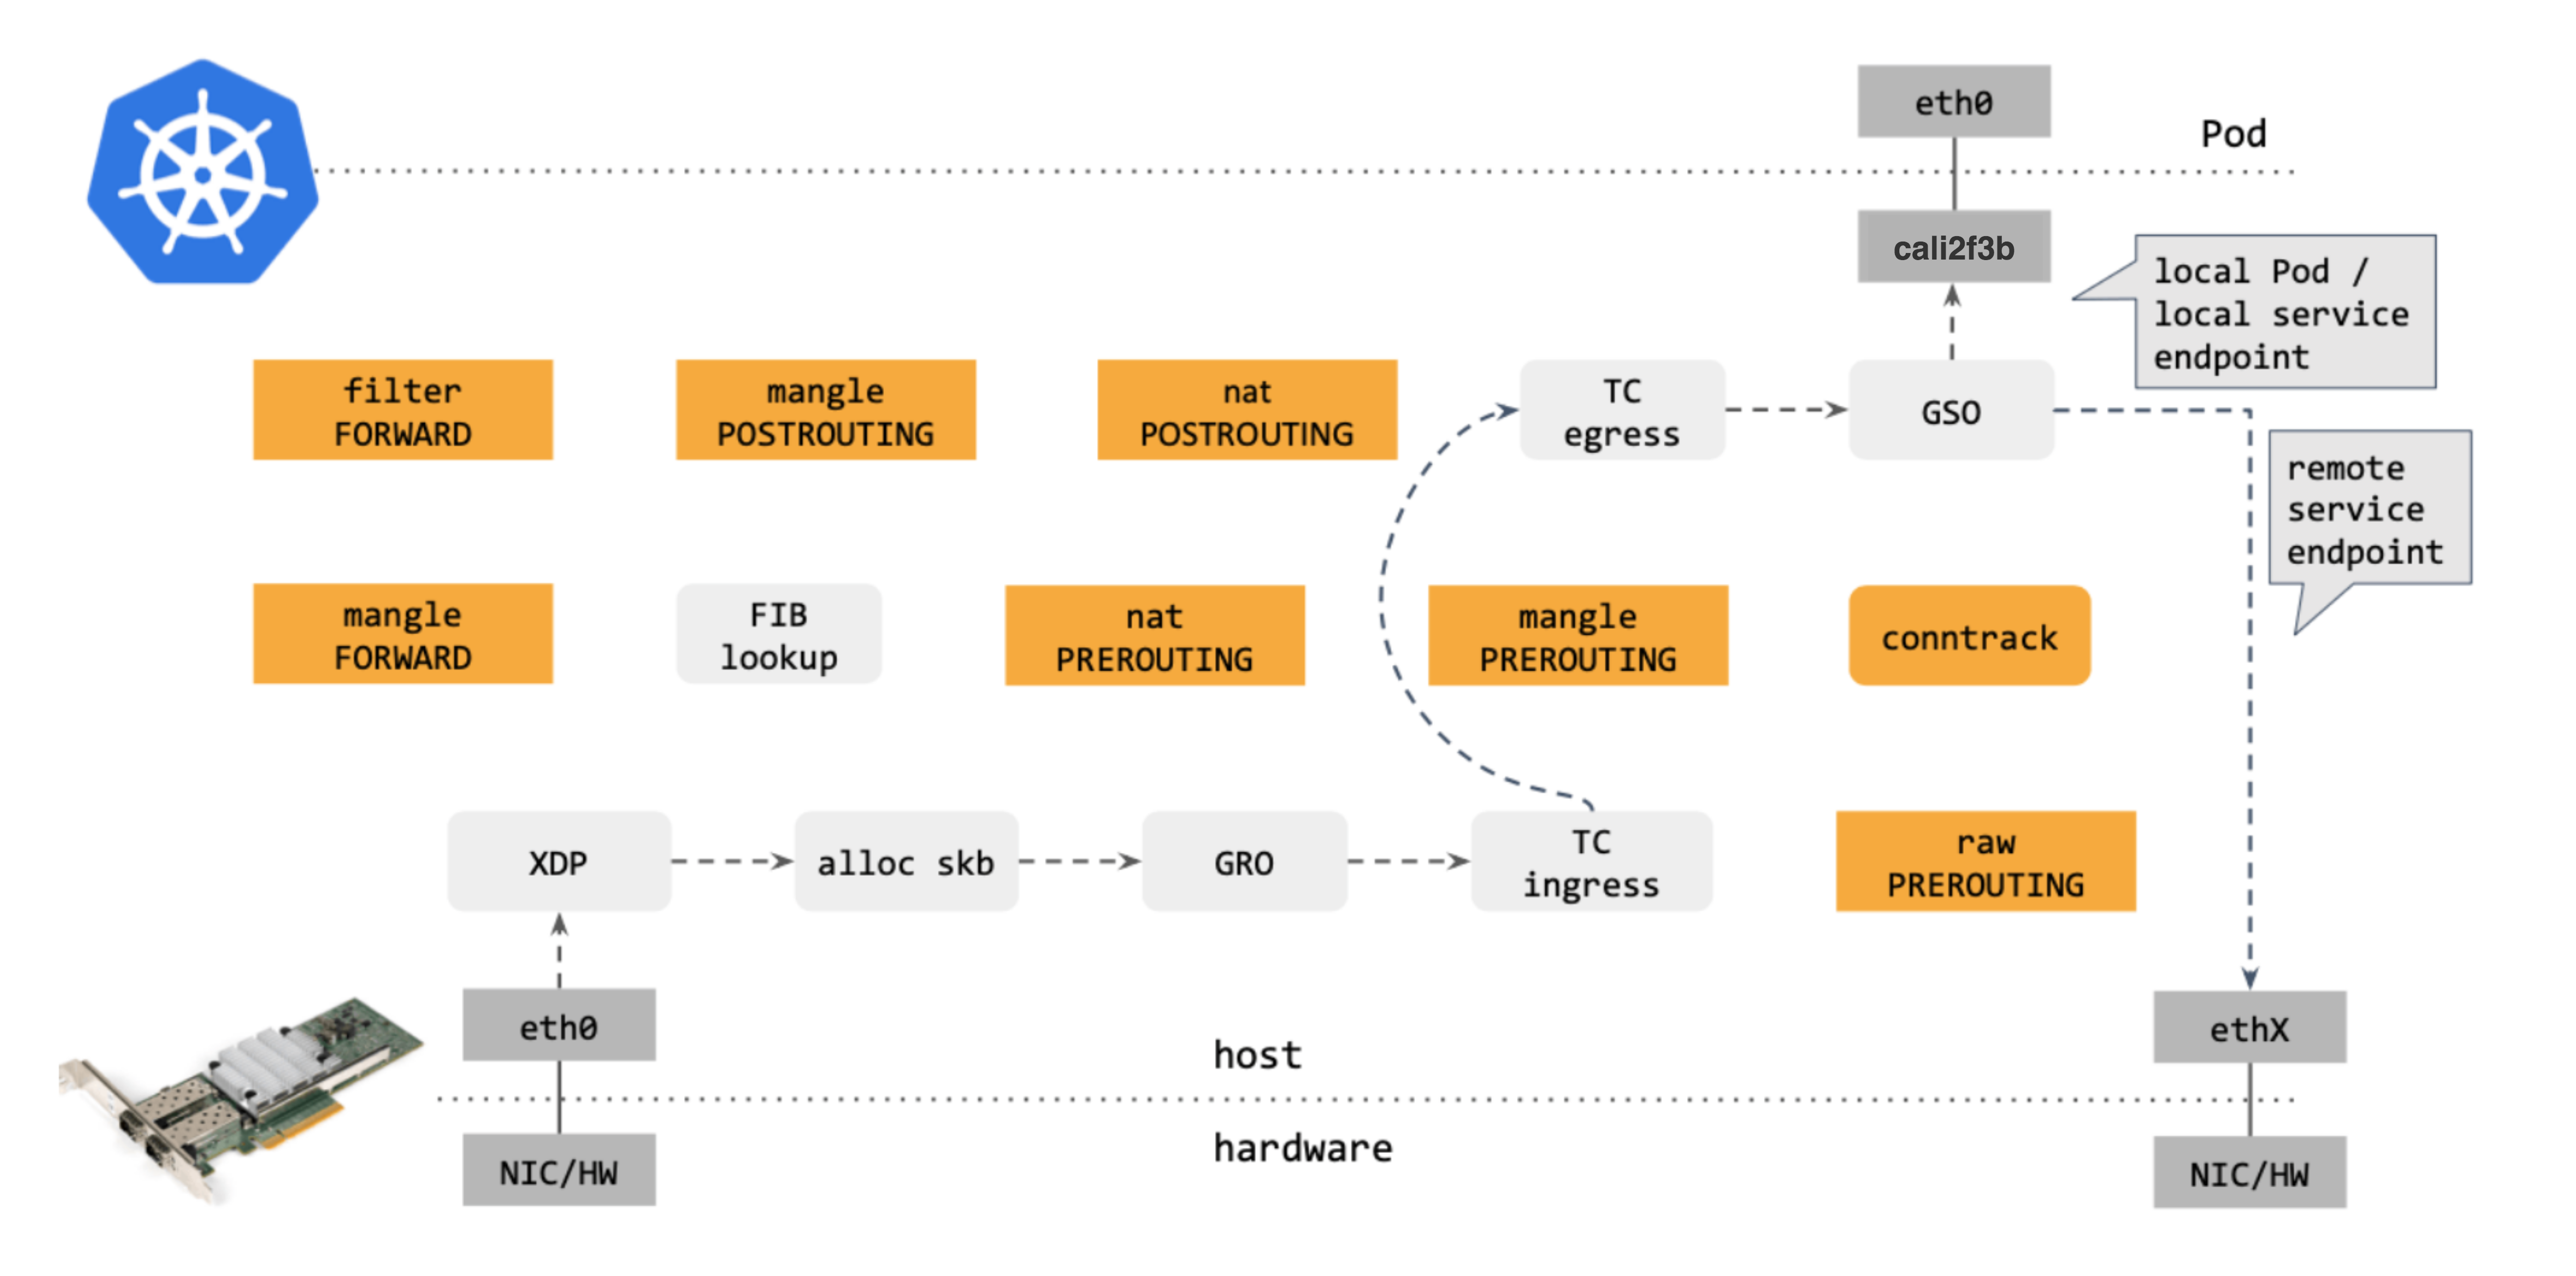 eth0
Pod
cali2f3b
local Pod /
local service
endpoint
filter
FORWARD
mangle
POSTROUTING
nat
POSTROUTING
TC
egress
GSO
remote
service
endpoint
mangle
FORWARD
FIB
lookup
nat
PREROUTING
mangle
PREROUTING
conntrack
XDP
alloc skb
GRO
TC
ingress
raw
PREROUTING
eth0
host
ethX
hardware
NIC/HW
NIC/HW